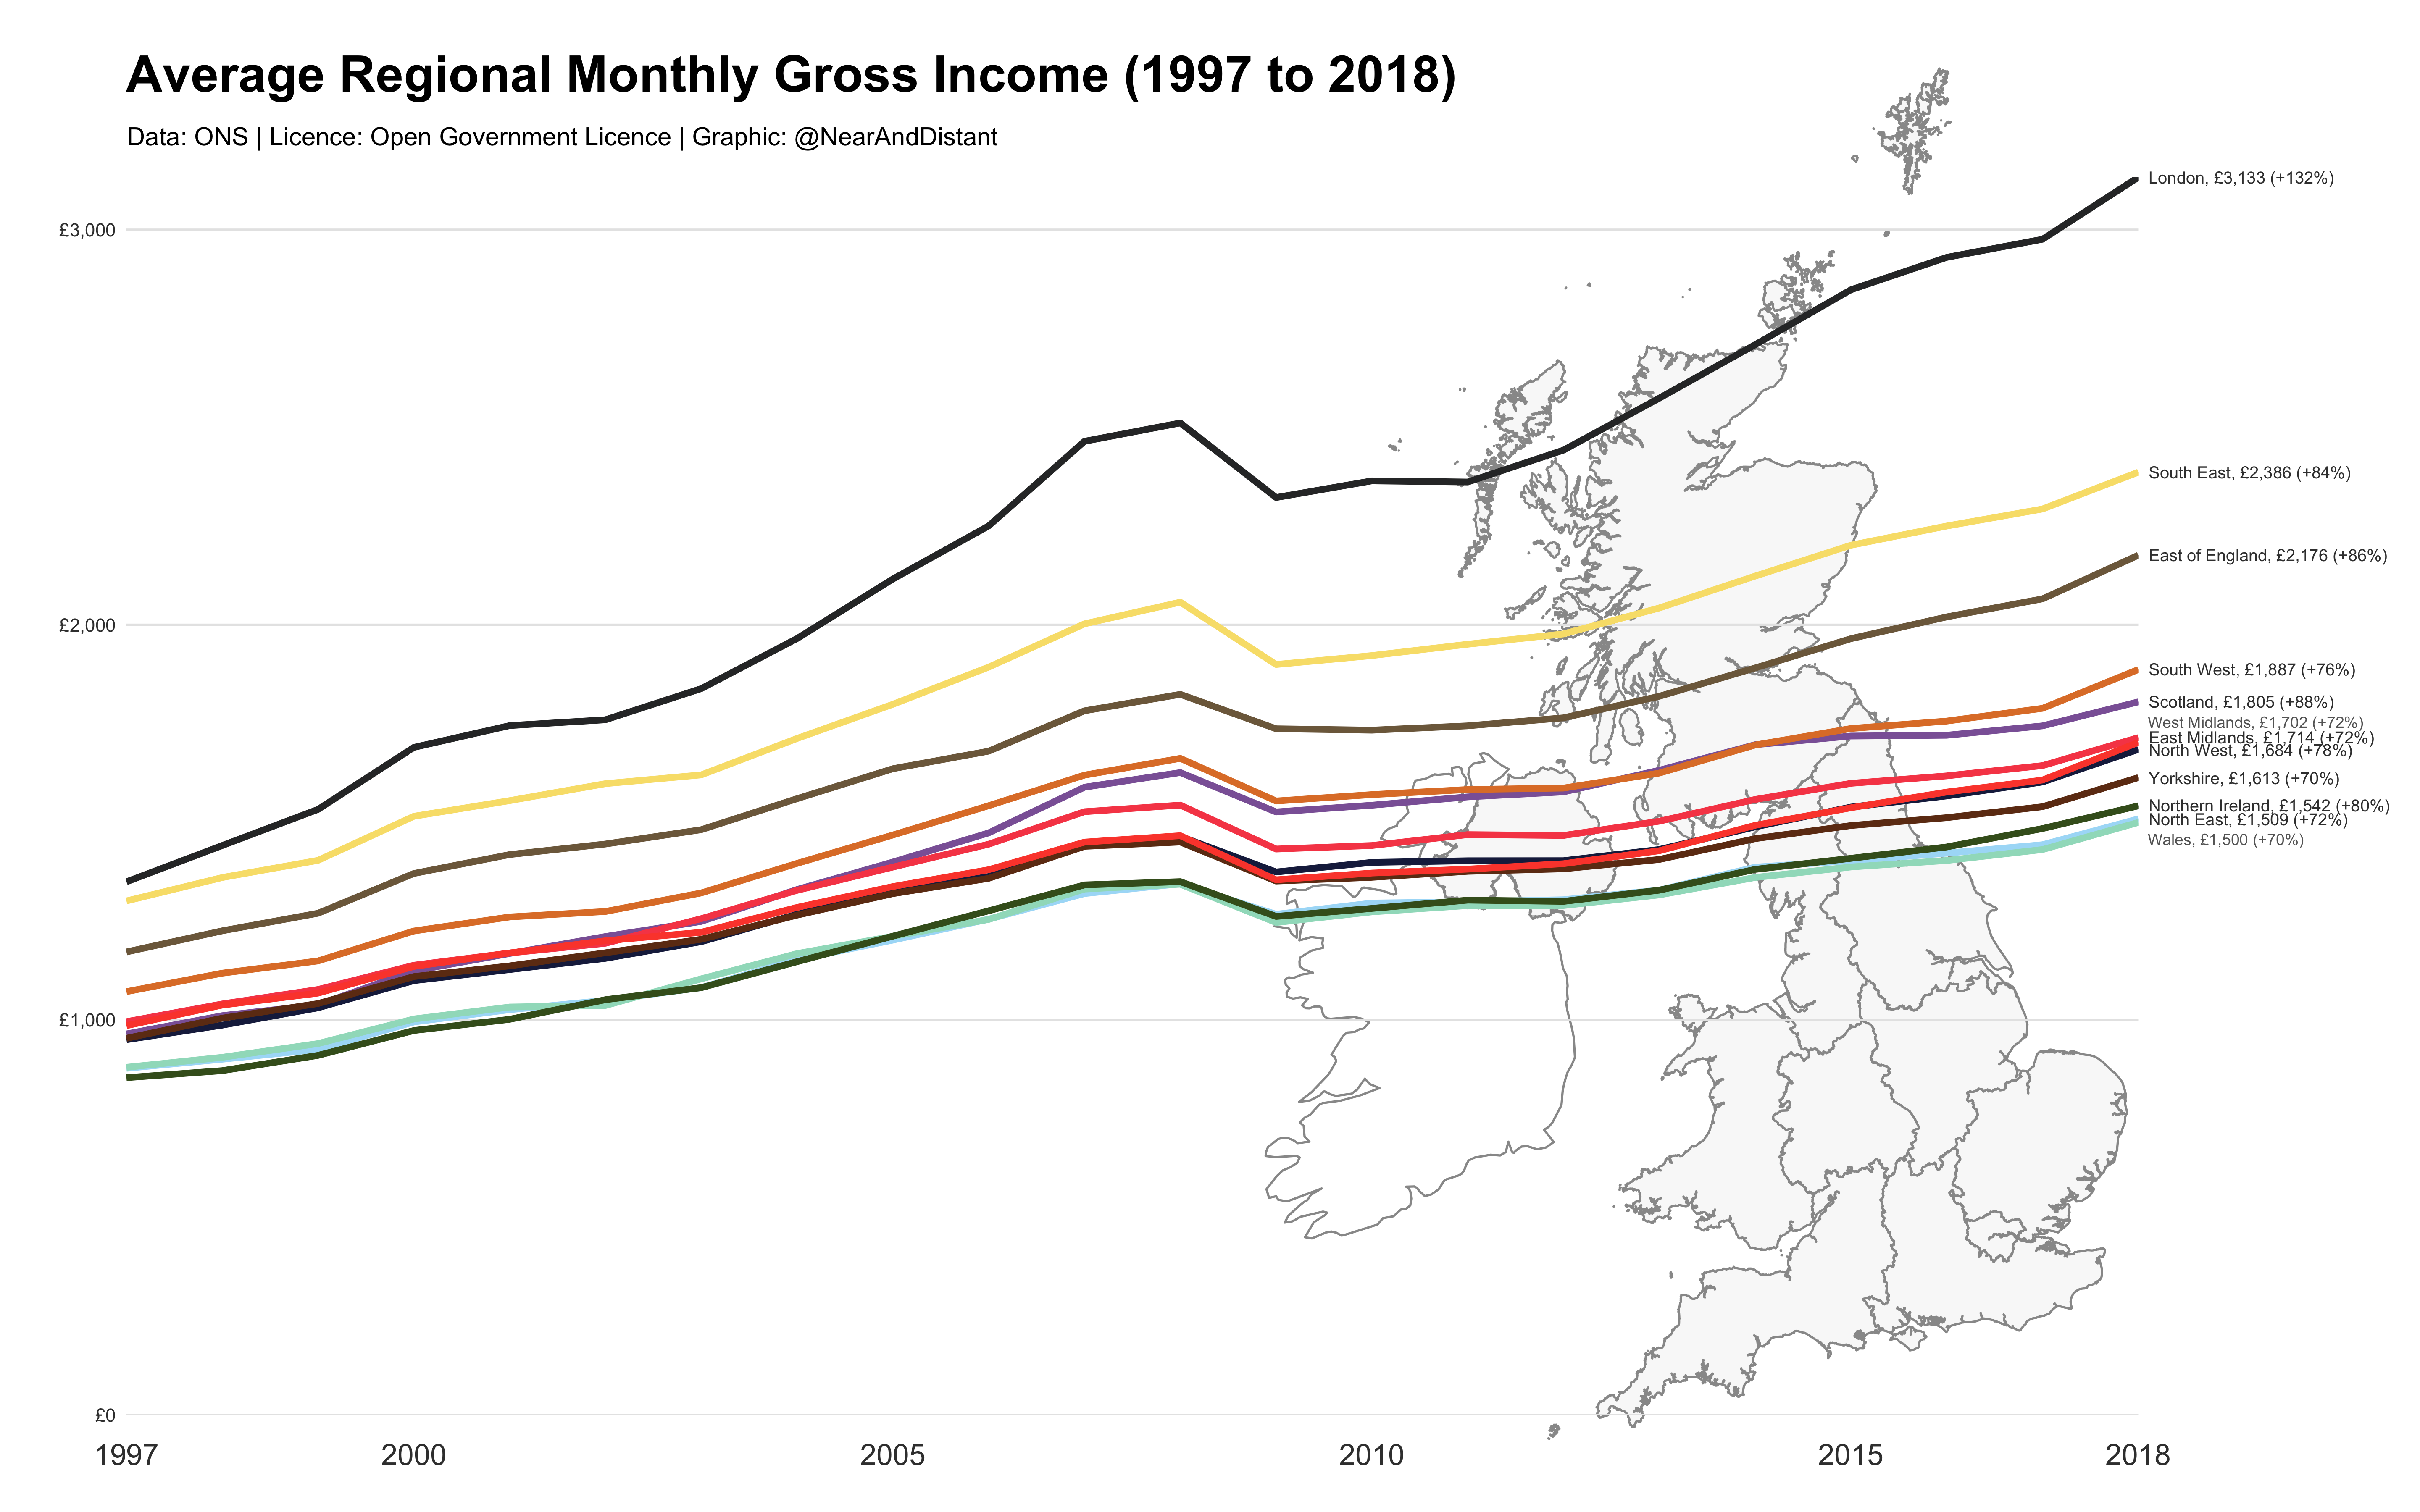 Average Regional Monthly Gross Income (1997 to 2018)
Data: ONS | Licence: Open Government Licence | Graphic: @NearAndDistant
London, £3,133 (+132%)
£3,000
South East, £2,386 (+84%)
East of England, £2,176 (+86%)
£2,000
South West, £1,887 (+76%)
Scotland, £1,805 (+88%)
West Midlands, £1,702 (+72%)
East Midlands, £1,714 (+72%)
North West, £1,684 (+78%)
Yorkshire, £1,613 (+70%)
Northern Ireland, £1,542 (+80%)
North East, £1,509 (+72%)
Wales, £1,500 (+70%)
£1,000
£0
1997 2000 2005 2010 2015 2018